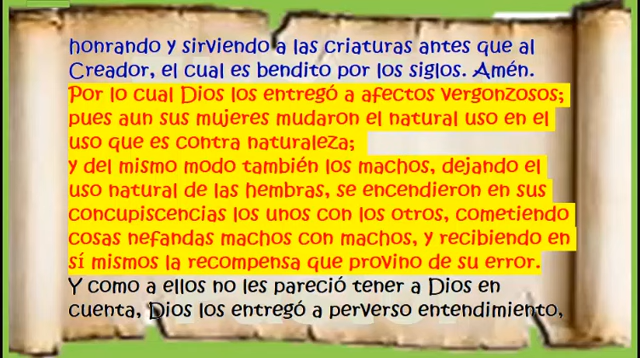 honrando y sirviendo a las criaturas antes que al
Creador, el cual es bendito por los siglos. Amén.
Por lo cual Dios los entregó a afectos vergonzosos;
pues aun sus mujeres mudaron el natural uso en el
uso que es contra naturaleza;
y del mismo modo también los machos, dejando el
uso natural de las hembras, se encendieron en sus
concupiscencias los unos con los otros, cometiendo
cosas nefandas machos con machos, y recibiendo en
sí mismos la recompensa que provino de su error.
Y como a ellos no les pareció tener a Dios en
cuenta, Dios los entregó a perverso entendimiento,